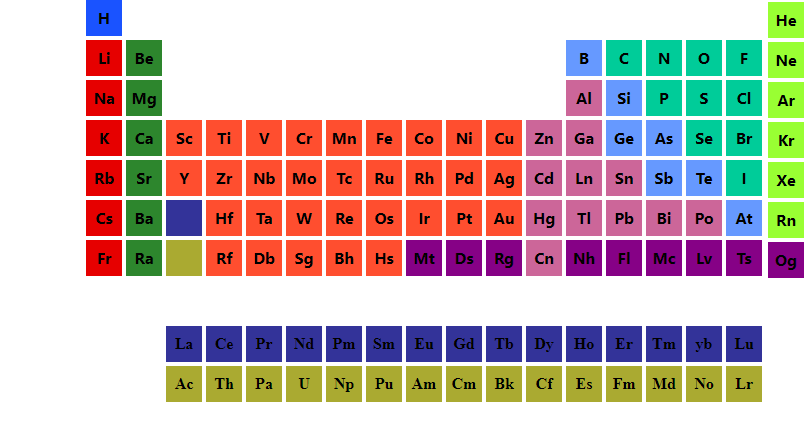 H He
Li Be B C N O F Ne
Na Mg Al Si P S Cl Ar
K Ca Sc Ti V Cr Mn Fe Co Ni Cu Zn Ga Ge As Se Br Kr
Rb Sr Y Zr Nb Mo Tc Ru Rh Pd Ag Cd Ln Sn Sb Te I Xe
Cs Ba Hf Ta W Re Os Ir Pt Au Hg Tl Pb Bi Po At Rn
Fr Ra Rf Db Sg Bh Hs Mt Ds Rg Cn Nh Fl Mc Lv Ts Og
La Ce Pr Nd Pm Sm Eu Gd Tb Dy Ho Er Tm yb Lu
Ac Th Pa U Np Pu Am Cm Bk Cf Es Fm Md No Lr